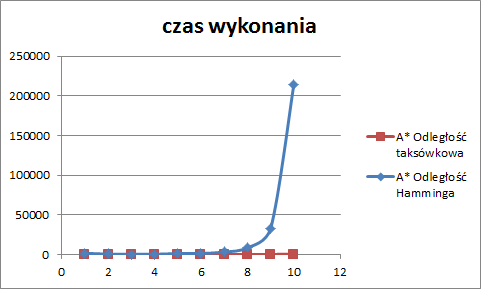 czas wykonania
250000
200000
150000
100000
50000
0
0 2 4 6 8 10 12
A* Odległość
taksówkowa
A* Odległość
Hamminga